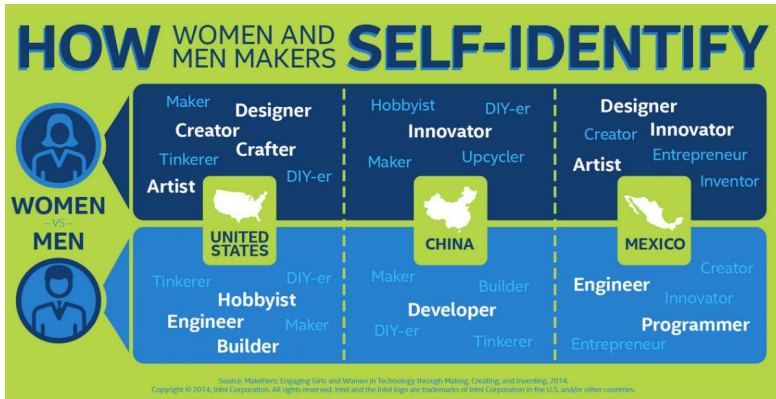 HOW WOMEN AND MEN MAKERS SELF-IDENTIFY
WOMEN
-VS-
MEN
Maker
Designer
Creator
Crafter
Tinkerer
DIY-er
Artist
UNITED
STATES
Tinkerer
DIY-er
Hobbyist
Engineer
Maker
Builder
Hobbyist
DIY-er
Innovator
Maker
Upcycler
CHINA
Maker
Builder
Developer
DIY-er
Tinkerer
Designer
Creator
Innovator
Artist
Entrepreneur
Inventor
MEXICO
Creator
Engineer
Innovator
Programmer
Entrepreneur
Source: MakeHers: Engaging Girls and Women in Technology through Making, Creating, and Inventing, 2014.
Copyright © 2014, Intel Corporation. All rights reserved. Intel and the Intel logo are trademarks of Intel Corporation in the U.S. and/or other countries.